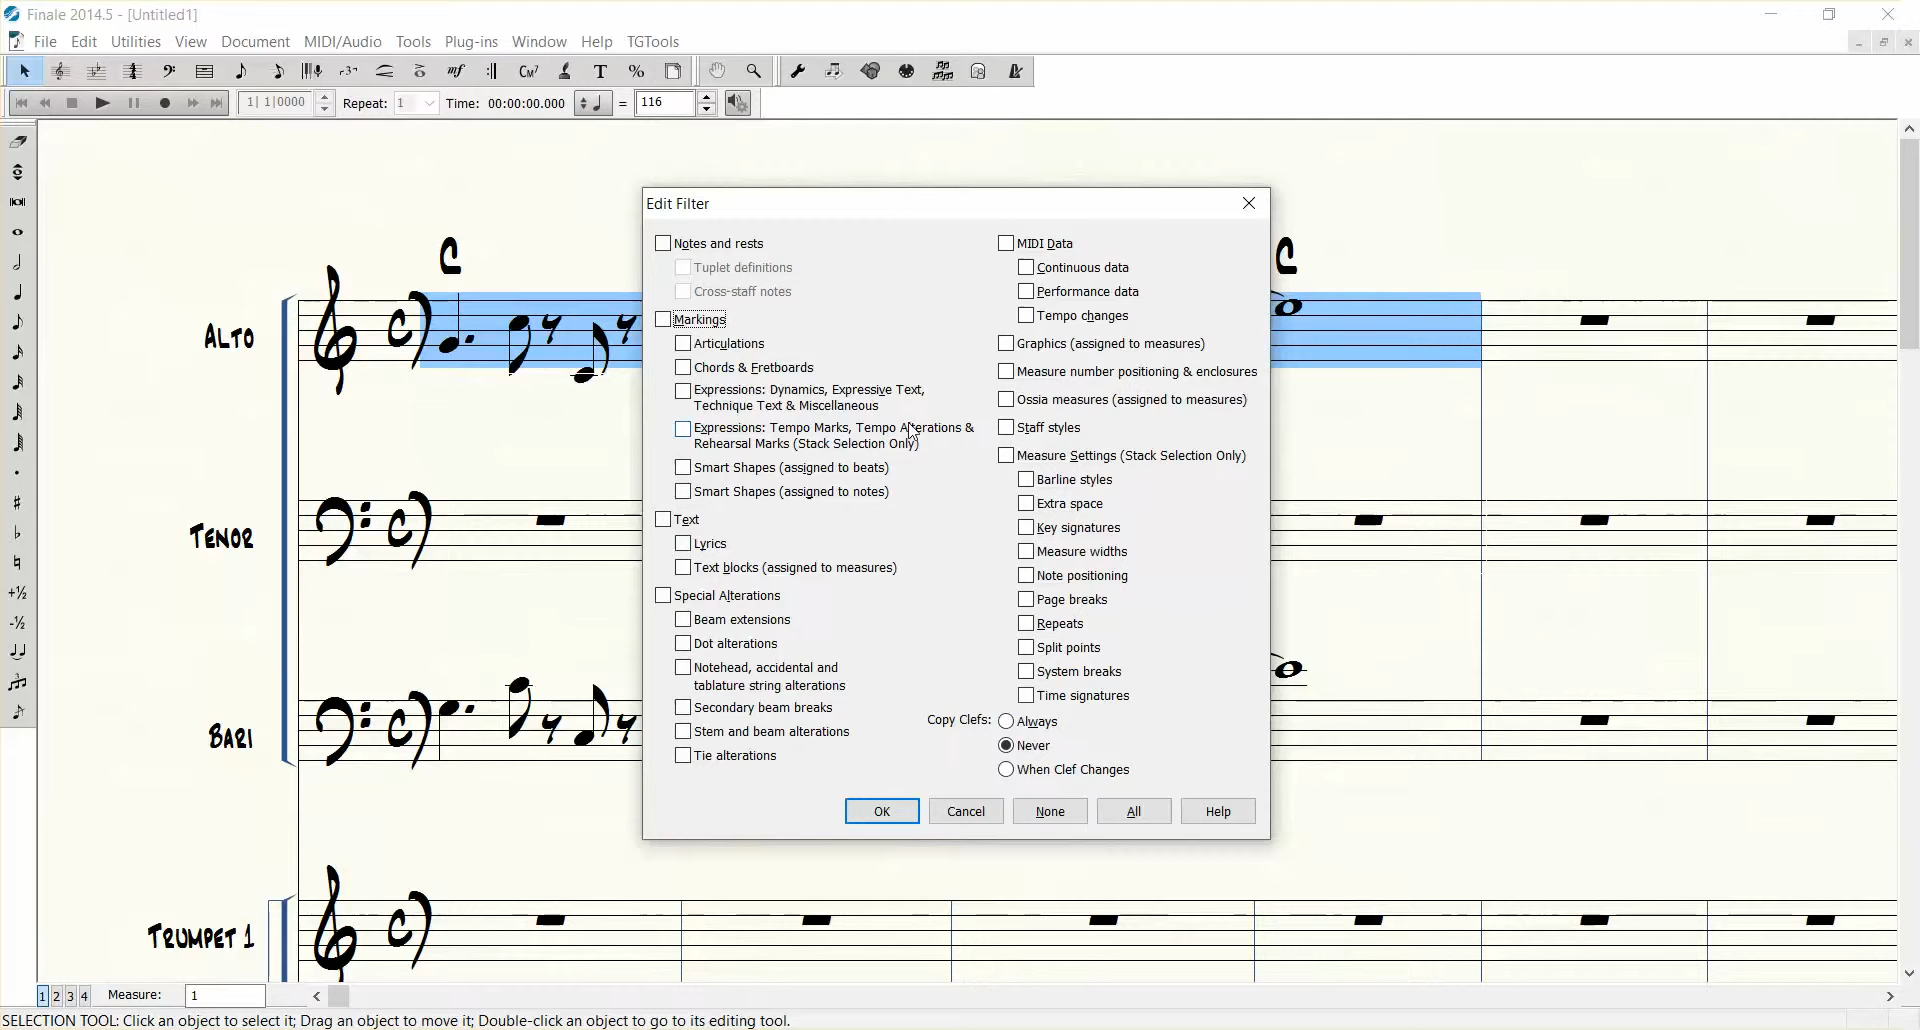 Finale 2014.5 - [Untitled1]
File Edit Utilities View Document MIDI/Audio Tools Plug-ins Window Help TGTools
CM7 T %
1| 1|0000 Repeat: 1 Time: 00:00:00.000 = 116
Edit Filter
Notes and rests
Tuplet definitions
Cross-staff notes
Markings
Articulations
Chords & Fretboards
Expressions: Dynamics, Expressive Text,
Technique Text & Miscellaneous
Expressions: Tempo Marks, Tempo Alterations &
Rehearsal Marks (Stack Selection Only)
Smart Shapes (assigned to beats)
Smart Shapes (assigned to notes)
Text
Lyrics
Text blocks (assigned to measures)
Special Alterations
Beam extensions
Dot alterations
Notehead, accidental and
tablature string alterations
Secondary beam breaks
Stem and beam alterations
Tie alterations
MIDI Data
Continuous data
Performance data
Tempo changes
Graphics (assigned to measures)
Measure number positioning & enclosures
Ossia measures (assigned to measures)
Staff styles
Measure Settings (Stack Selection Only)
Barline styles
Extra space
Key signatures
Measure widths
Note positioning
Page breaks
Repeats
Split points
System breaks
Time signatures
Copy Clefs: Always
Never
When Clef Changes
OK Cancel None All Help
C C
ALTO
TENOR
BARI
TRUMPET 1
+½
-½
1 2 3 4 Measure: 1
SELECTION TOOL: Click an object to select it; Drag an object to move it; Double-click an object to go to its editing tool.